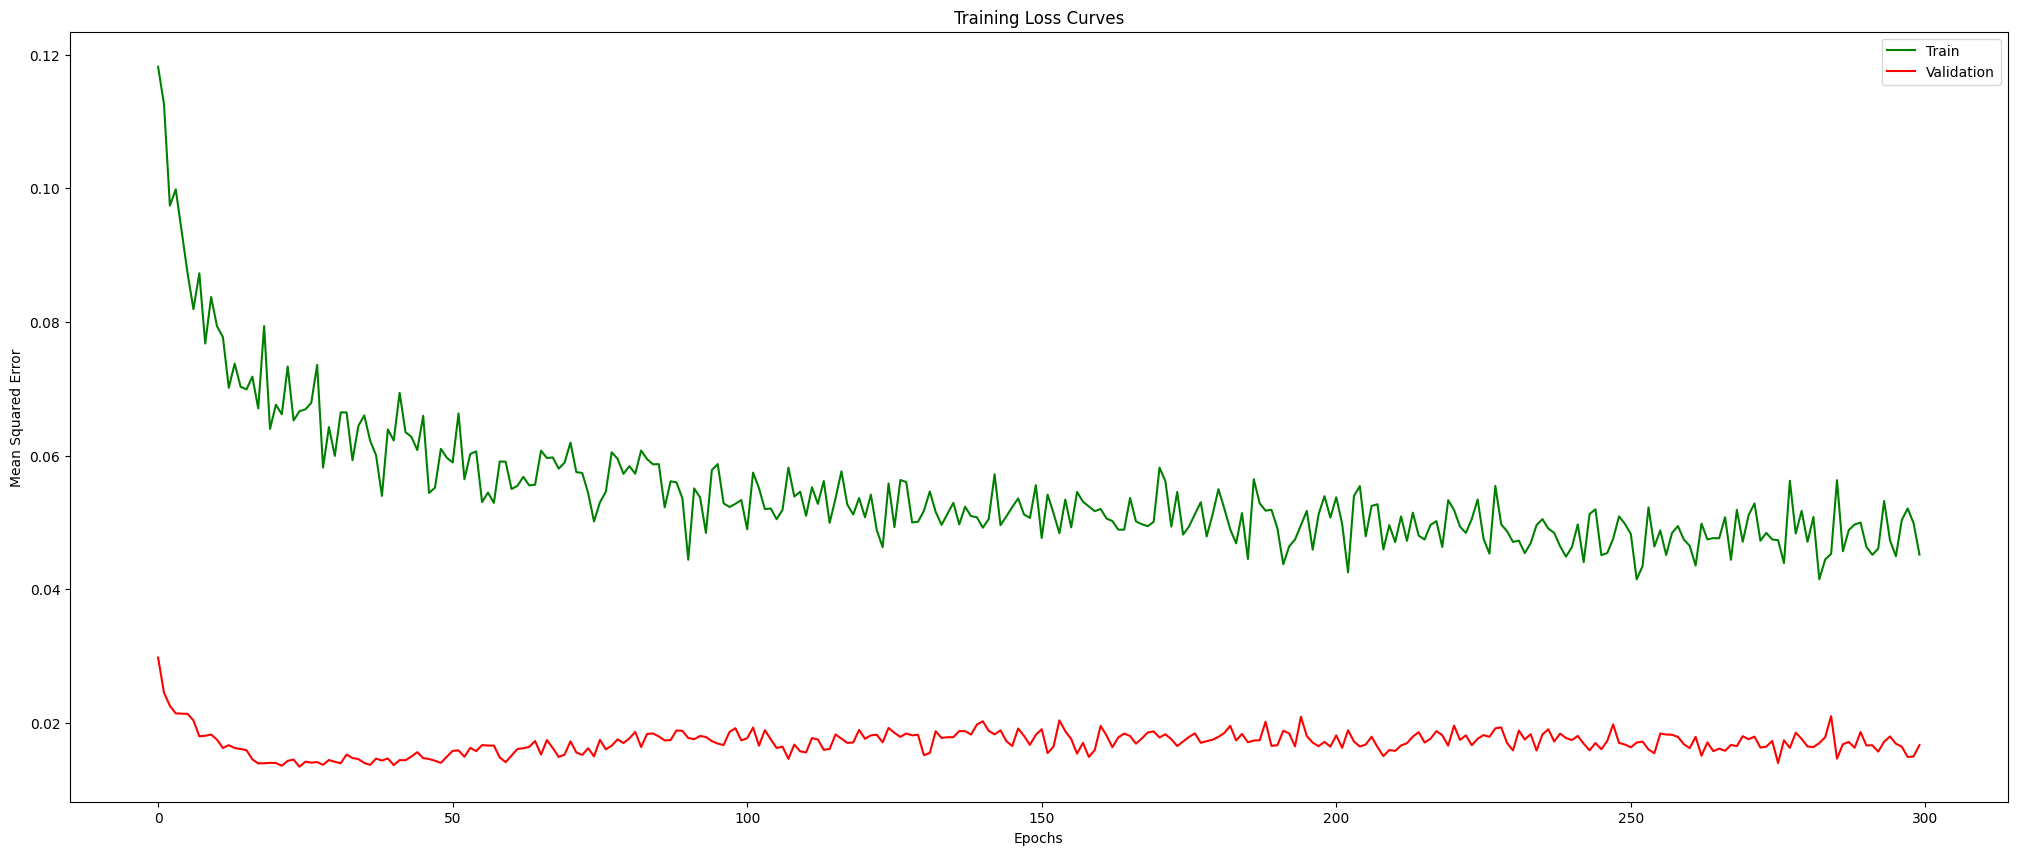 Training Loss Curves
Train
Validation
Mean Squared Error
0.12
0.10
0.08
0.06
0.04
0.02
0 50 100 150 200 250 300
Epochs